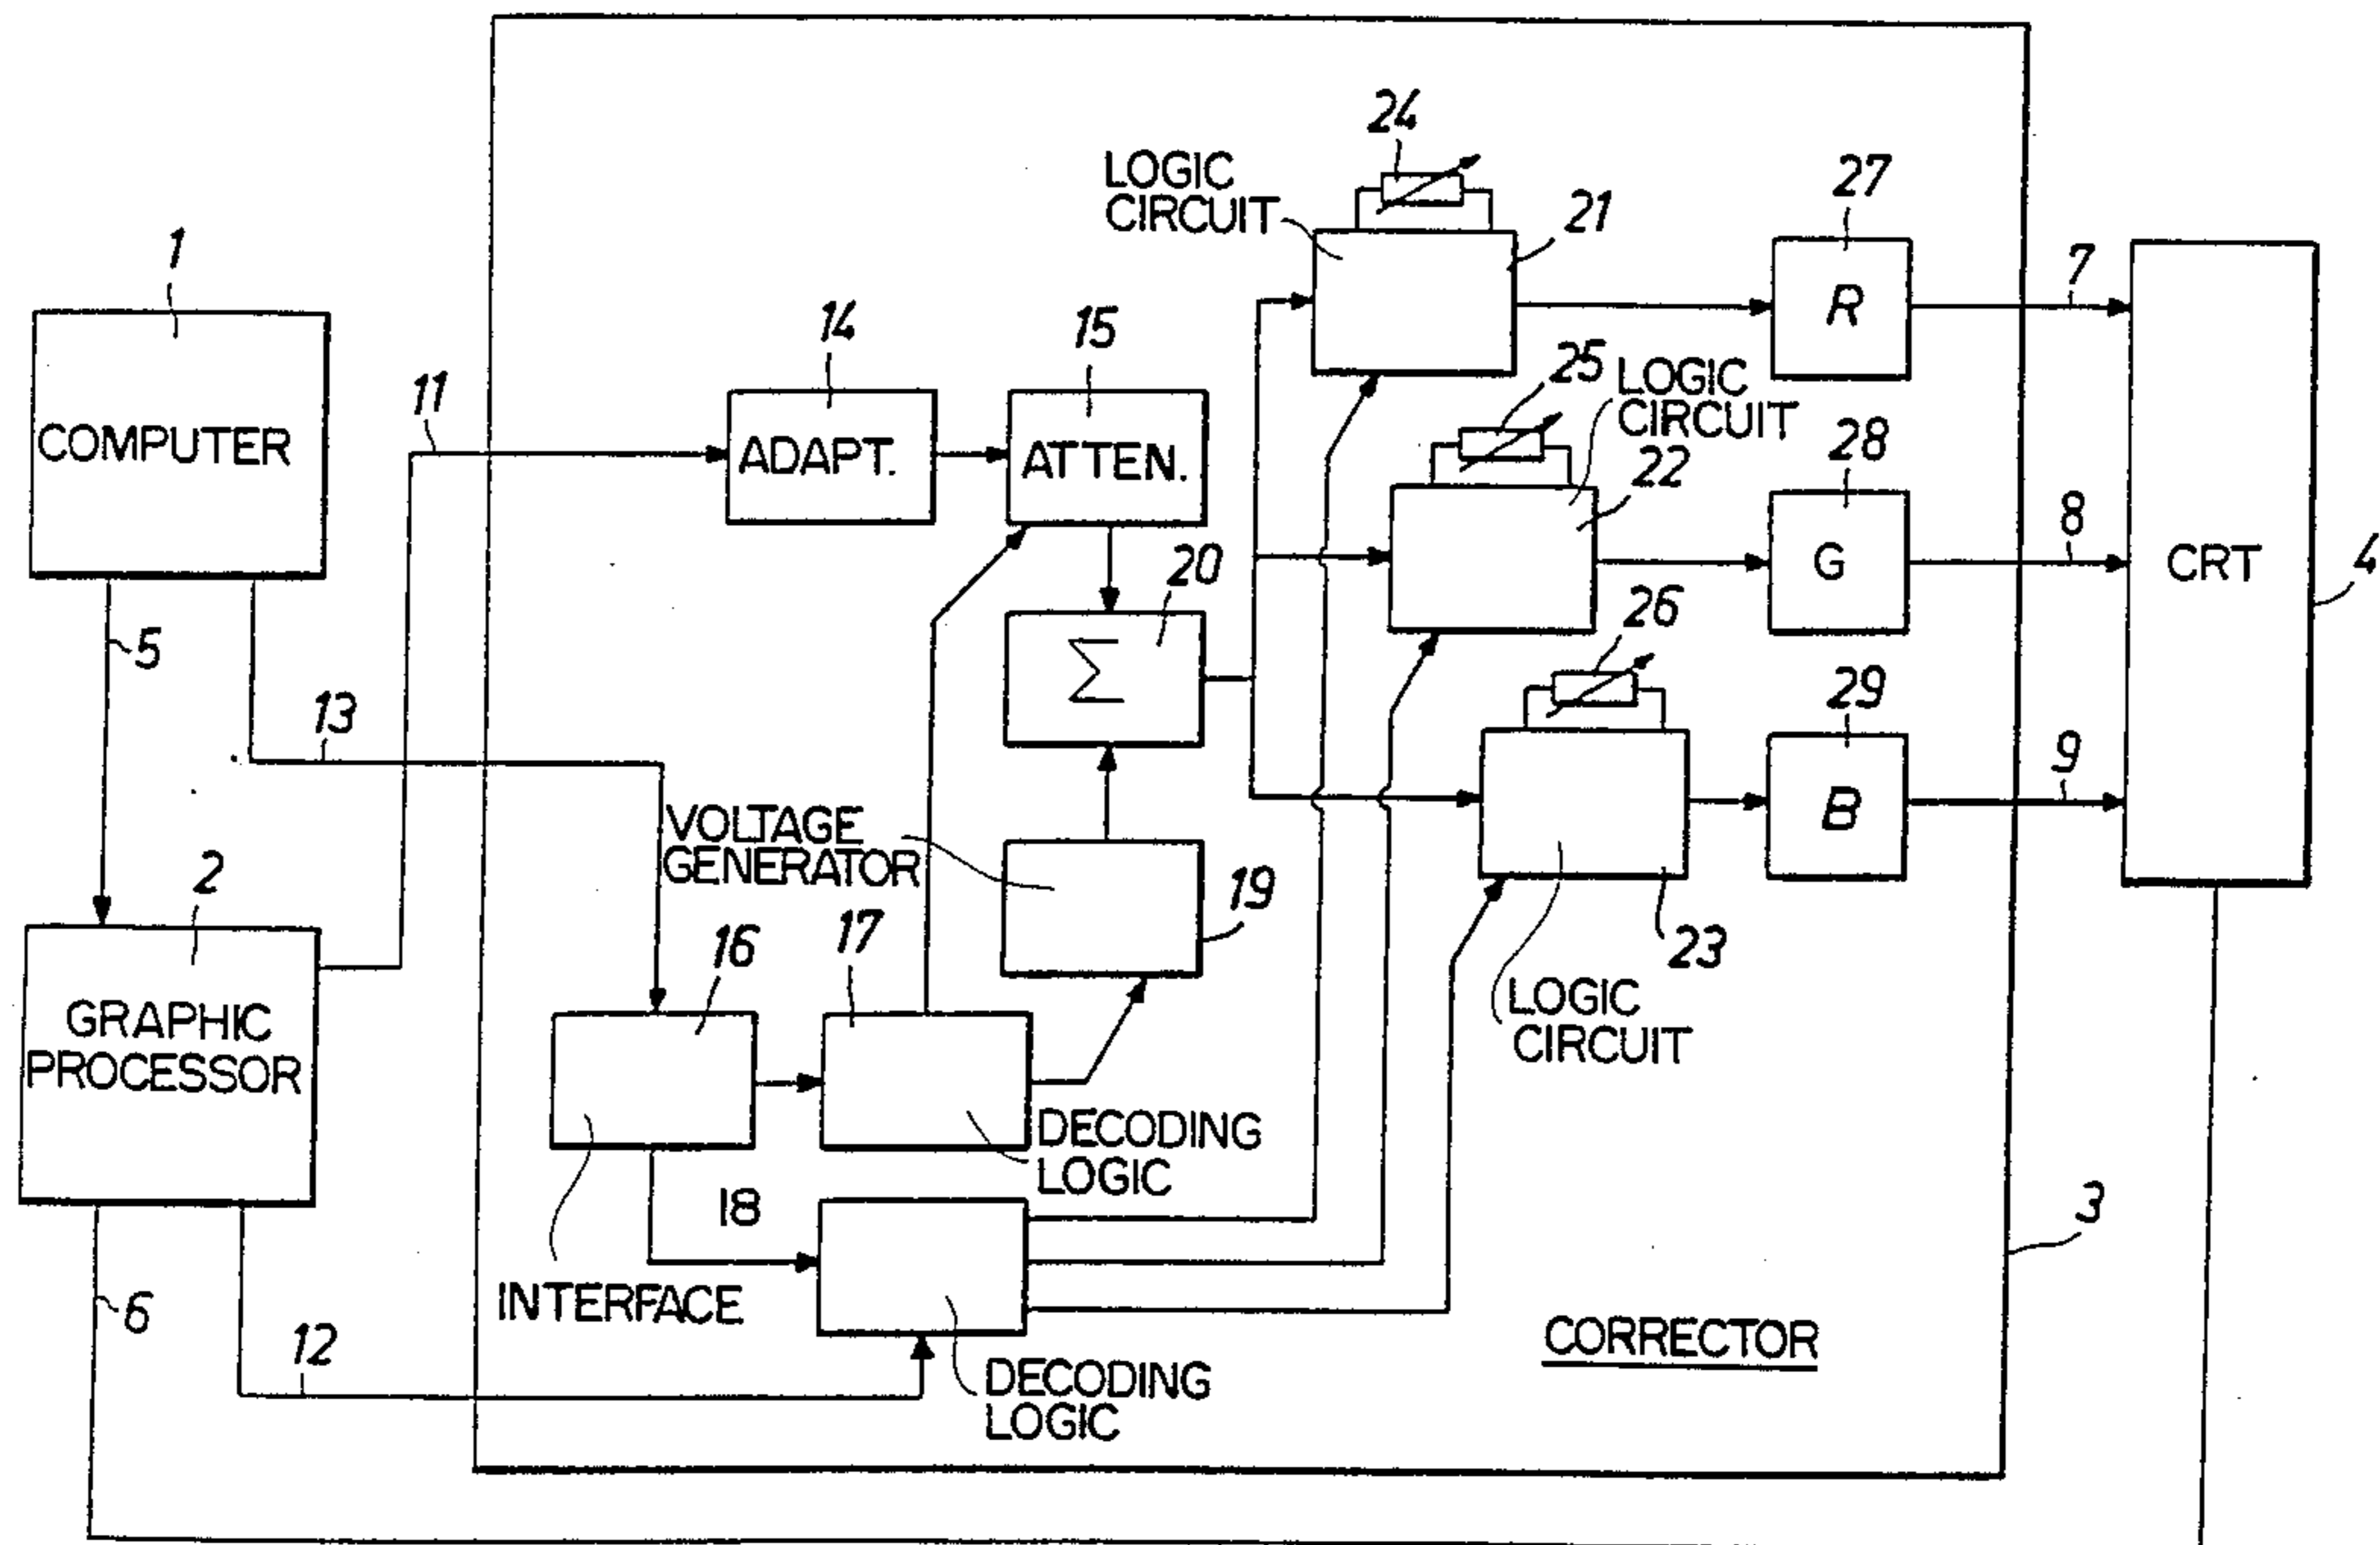 24
LOGIC
CIRCUIT
21
27
1
7
COMPUTER
14
15
R
11
25
LOGIC
CIRCUIT
ADAPT.
ATTEN.
22
28
8
20
G
CRT
4
5
Σ
26
13
29
9
VOLTAGE
GENERATOR
B
2
19
16
17
23
GRAPHIC
PROCESSOR
LOGIC
CIRCUIT
DECODING
LOGIC
18
3
6
INTERFACE
12
DECODING
LOGIC
CORRECTOR